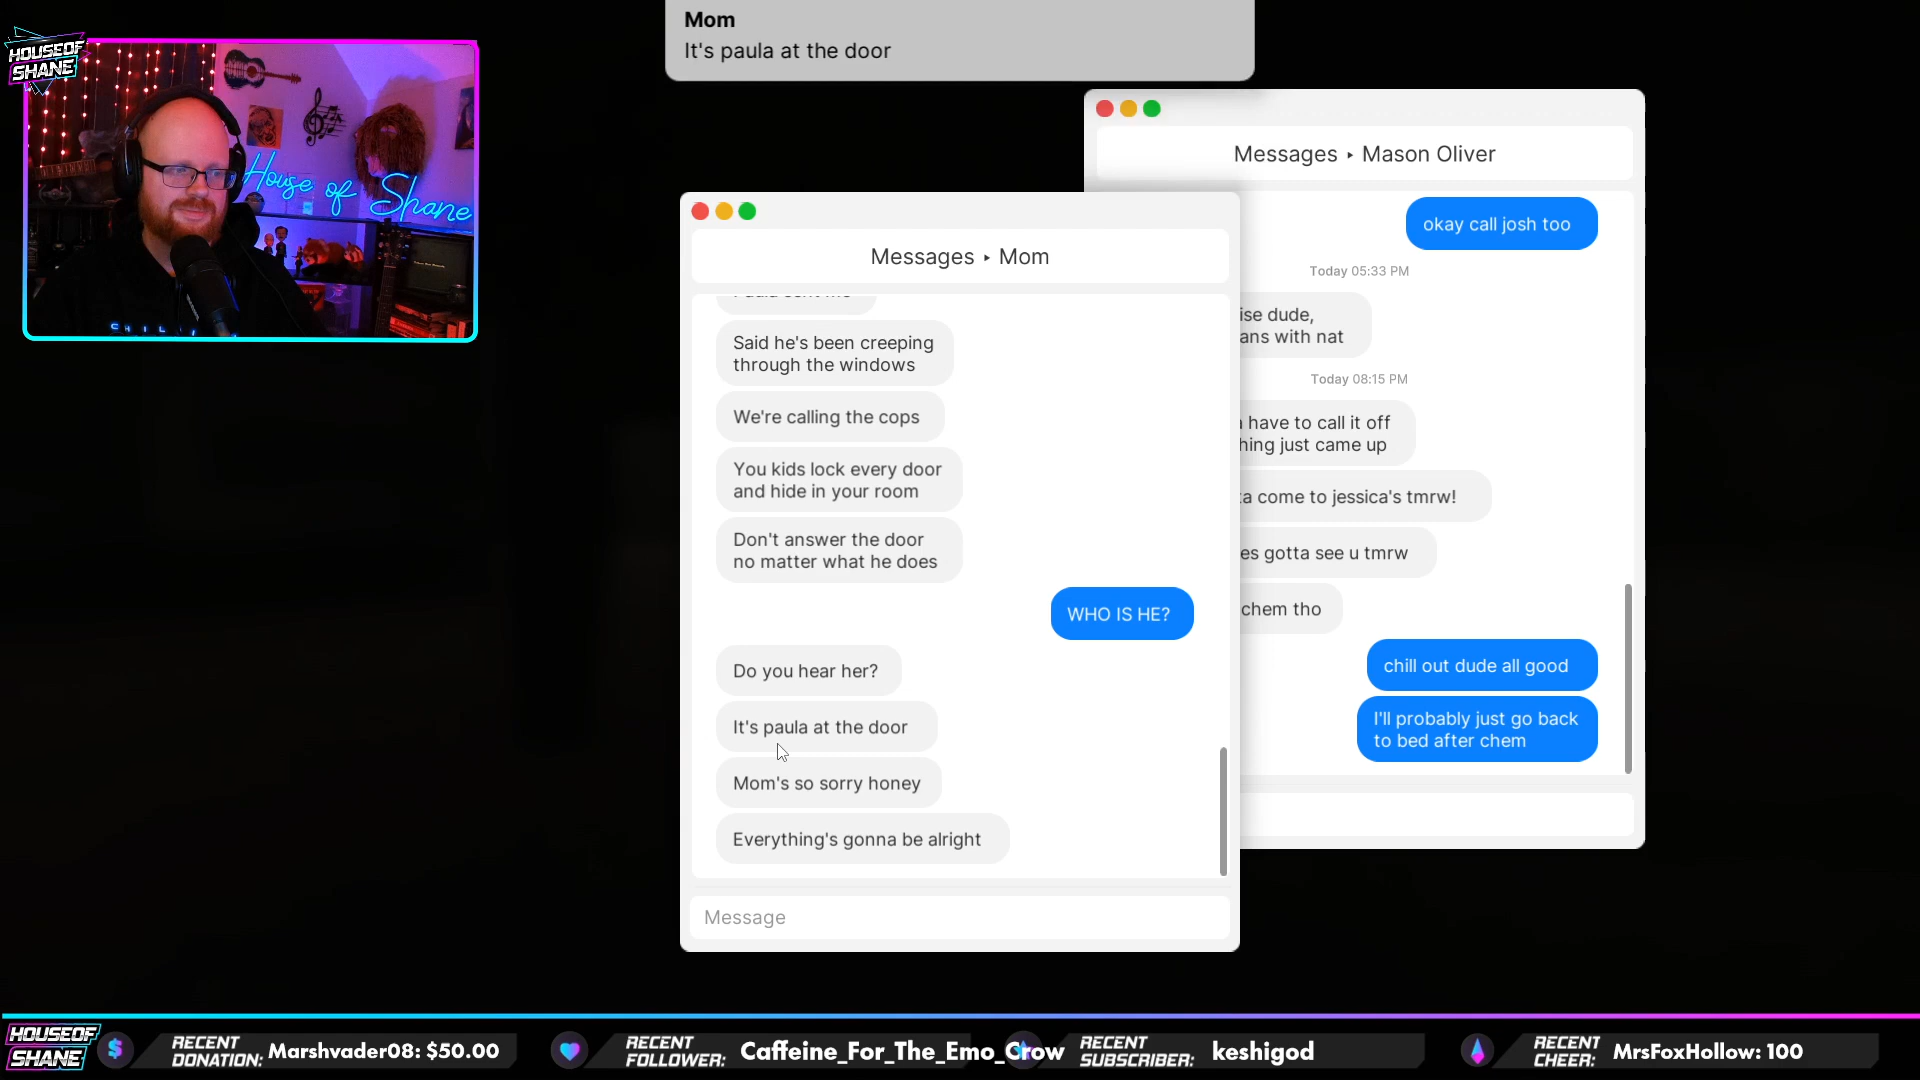 HOUSEOF
SHANE
House of
Shane
Mom
It's paula at the door
Messages ▸ Mason Oliver
okay call josh too
Today 05:33 PM
ise dude,
ans with nat
Today 08:15 PM
have to call it off
hing just came up
a come to jessica's tmrw!
es gotta see u tmrw
chem tho
chill out dude all good
I'll probably just go back
to bed after chem
Messages ▸ Mom
Said he's been creeping
through the windows
We're calling the cops
You kids lock every door
and hide in your room
Don't answer the door
no matter what he does
WHO IS HE?
Do you hear her?
It's paula at the door
Mom's so sorry honey
Everything's gonna be alright
Message
HOUSEOF
SHANE
RECENT
DONATION: Marshvader08: $50.00
RECENT
FOLLOWER: Caffeine_For_The_Emo_Crow
RECENT
SUBSCRIBER: keshigod
RECENT
CHEER: MrsFoxHollow: 100